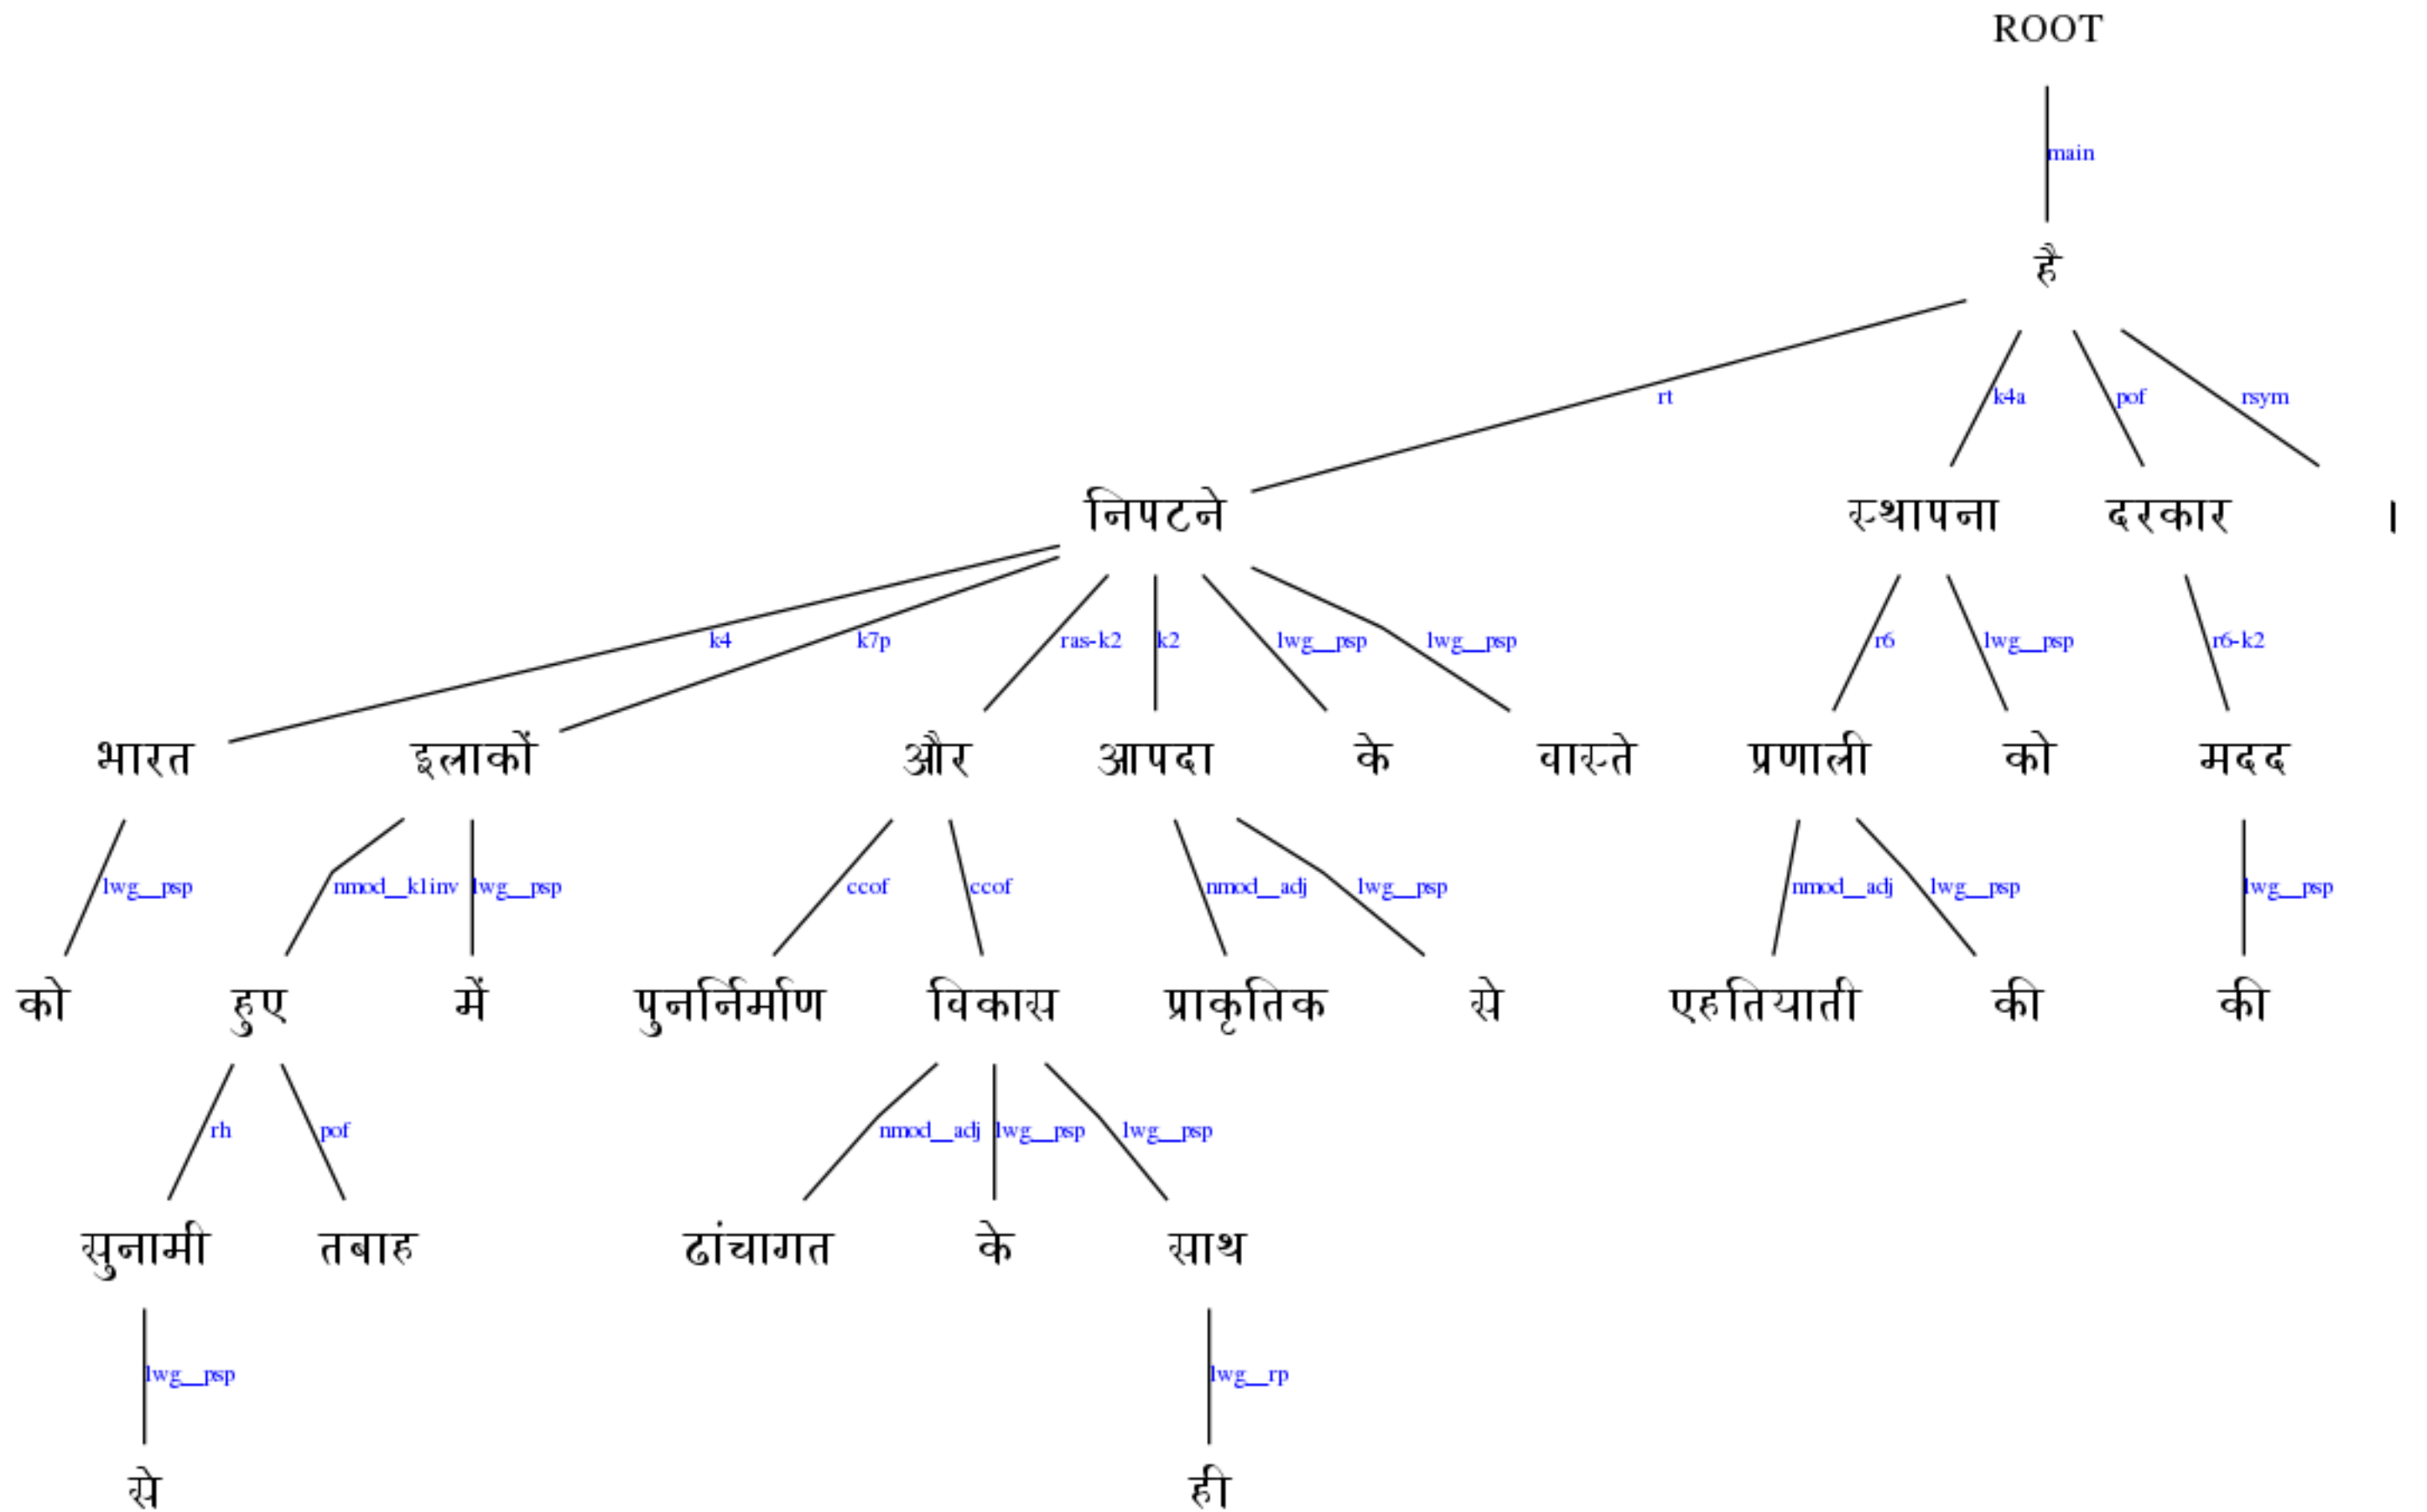 ROOT
main
है
rt k4a pof rsym
निपटने स्थापना दरकार ।
k4 k7p ras-k2 k2 lwg__psp lwg__psp r6 lwg__psp r6-k2
भारत इलाकों और आपदा के वास्ते प्रणाली को मदद
lwg__psp nmod__k1inv lwg__psp ccof ccof nmod__adj lwg__psp nmod__adj lwg__psp lwg__psp
को हुए में पुनर्निर्माण विकास प्राकृतिक से एहतियाती की की
rh pof nmod__adj lwg__psp lwg__psp
सुनामी तबाह ढांचागत के साथ
lwg__psp lwg__rp
से ही